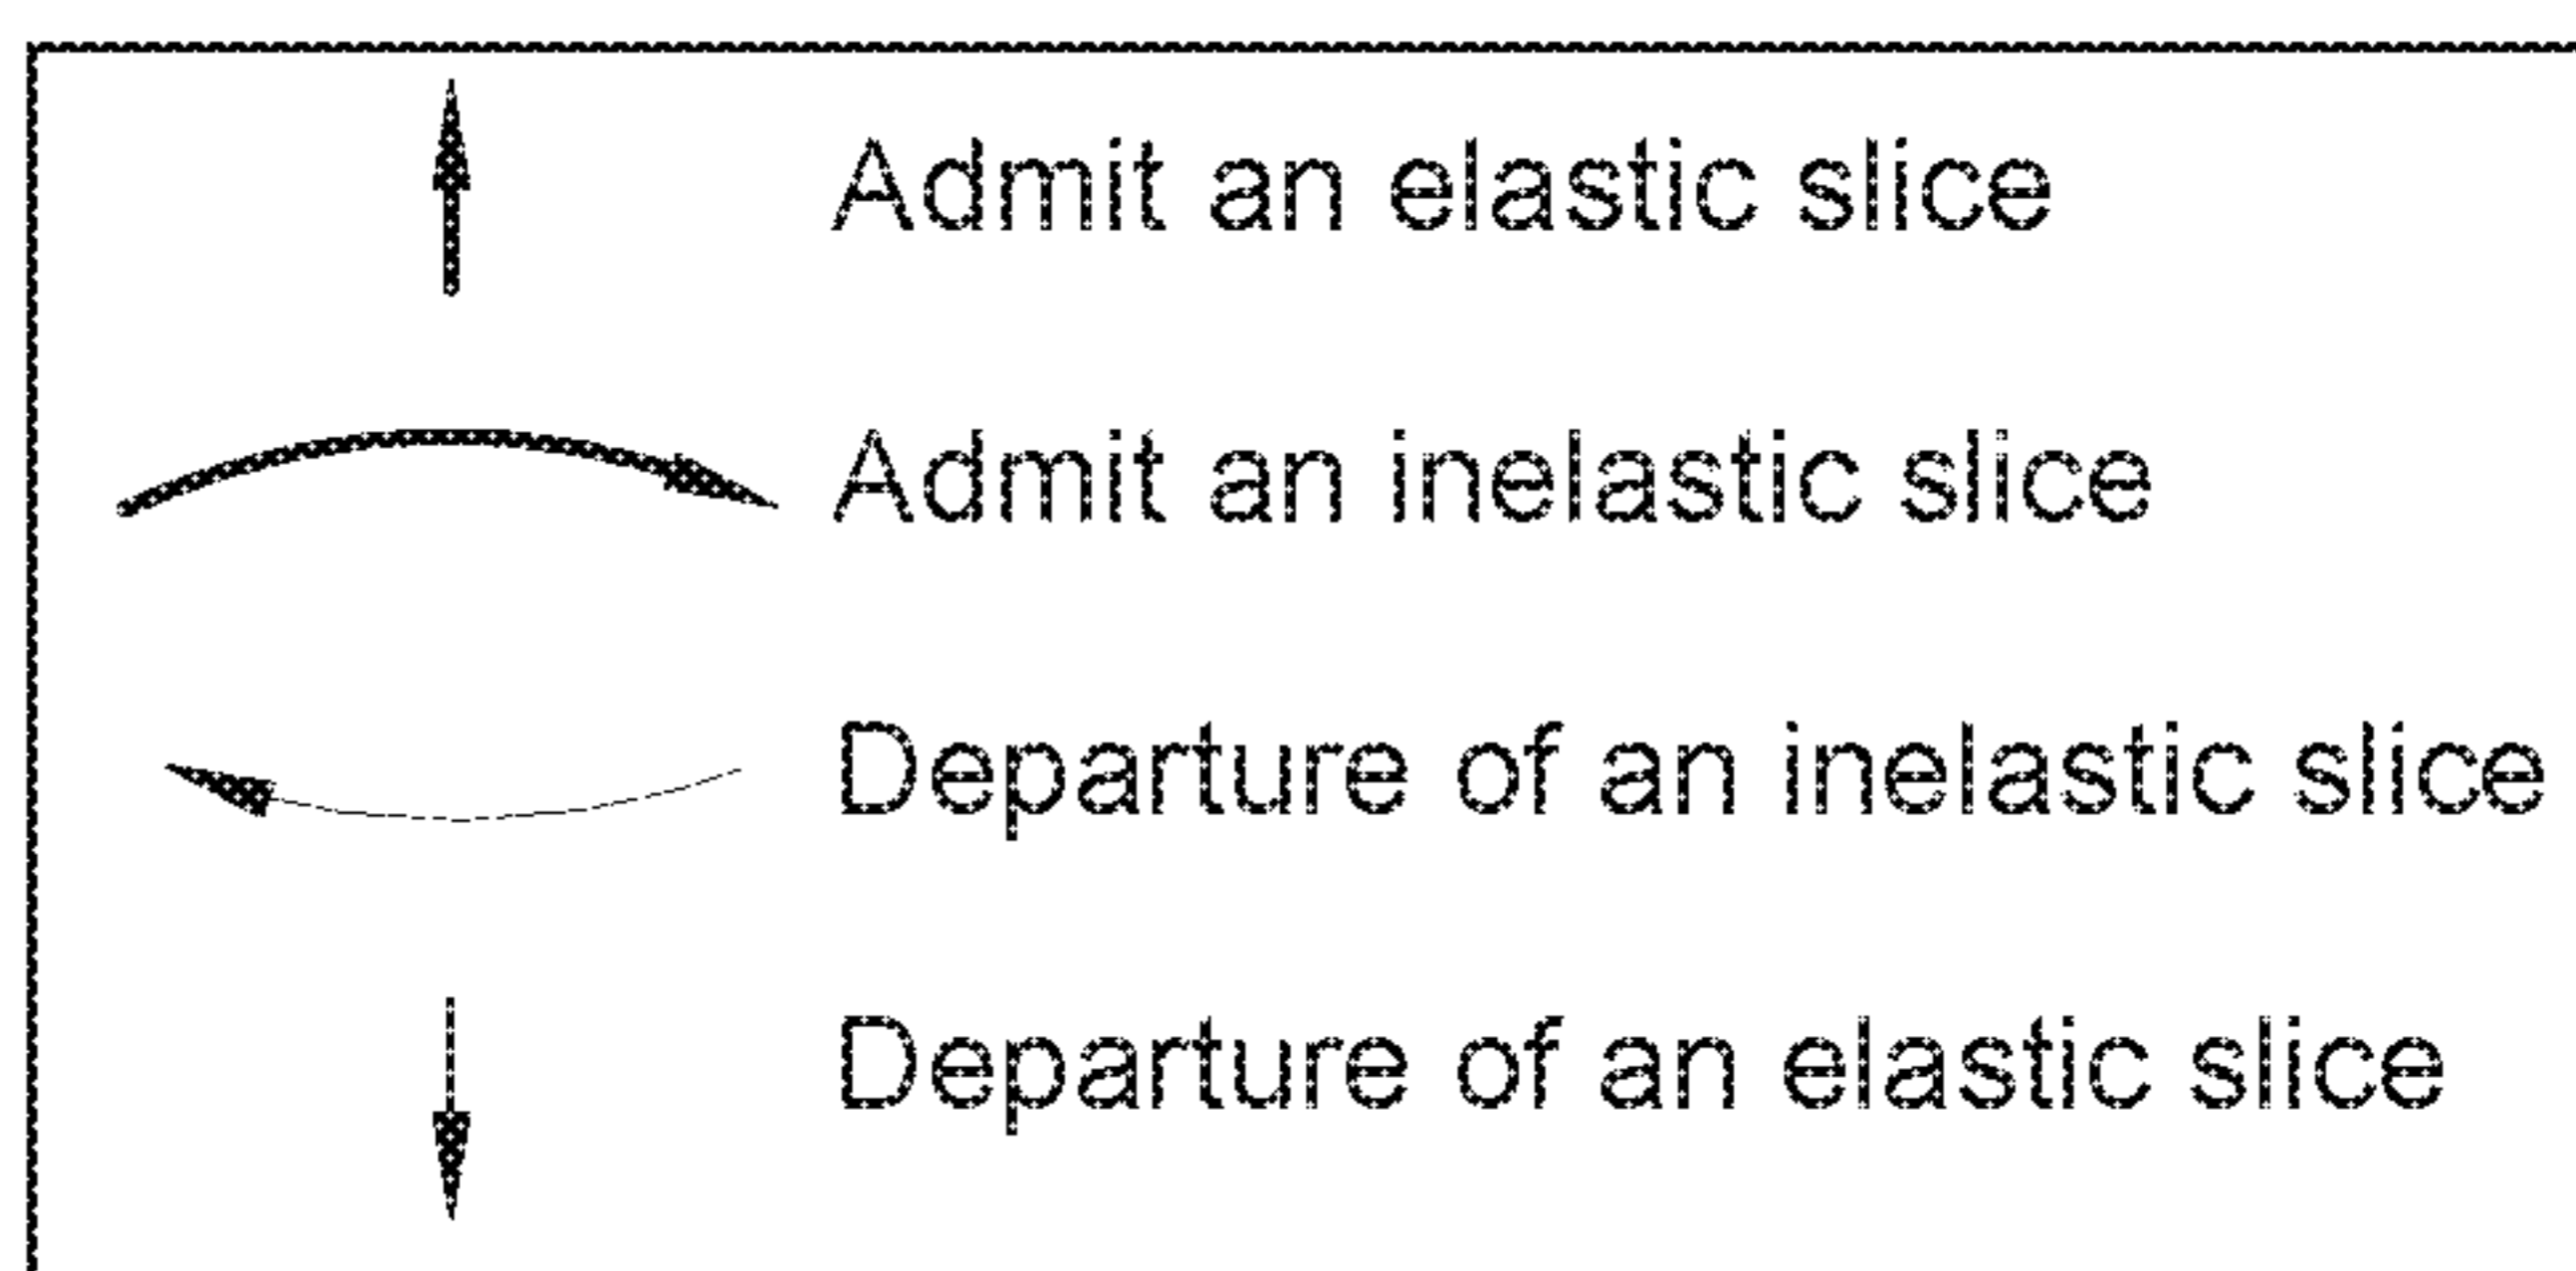 Admit an elastic slice
Admit an inelastic slice
Departure of an inelastic slice
Departure of an elastic slice